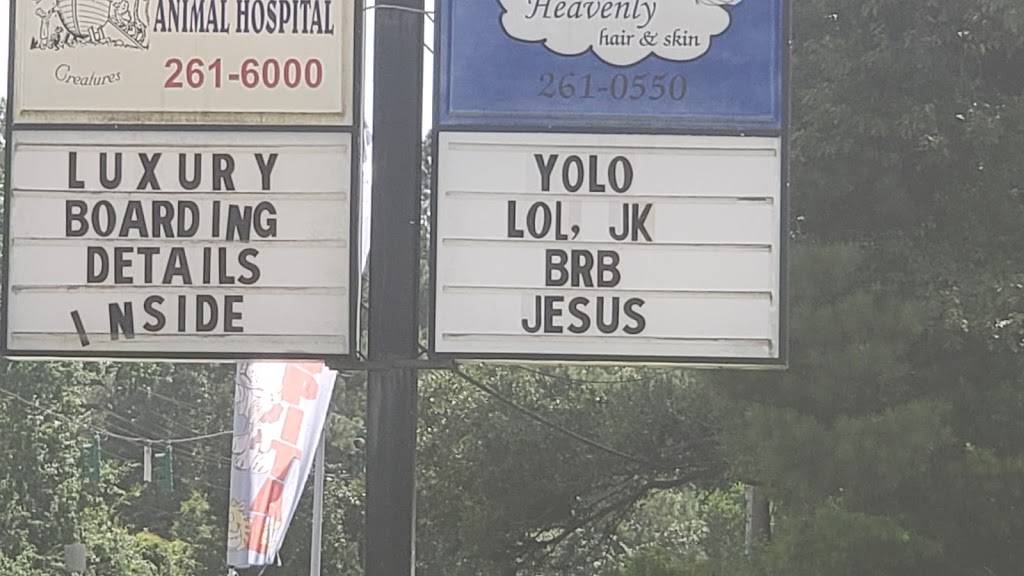 ANIMAL HOSPITAL
Creatures
261-6000
LUXURY
BOARDING
DETAILS
INSIDE
Heavenly
hair & skin
261-0550
YOLO
LOL, JK
BRB
JESUS